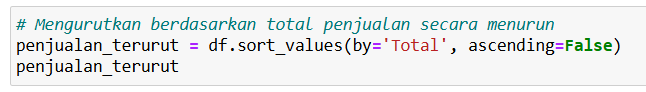 # Mengurutkan berdasarkan total penjualan secara menurun
penjualan_terurut = df.sort_values(by='Total', ascending=False)
penjualan_terurut